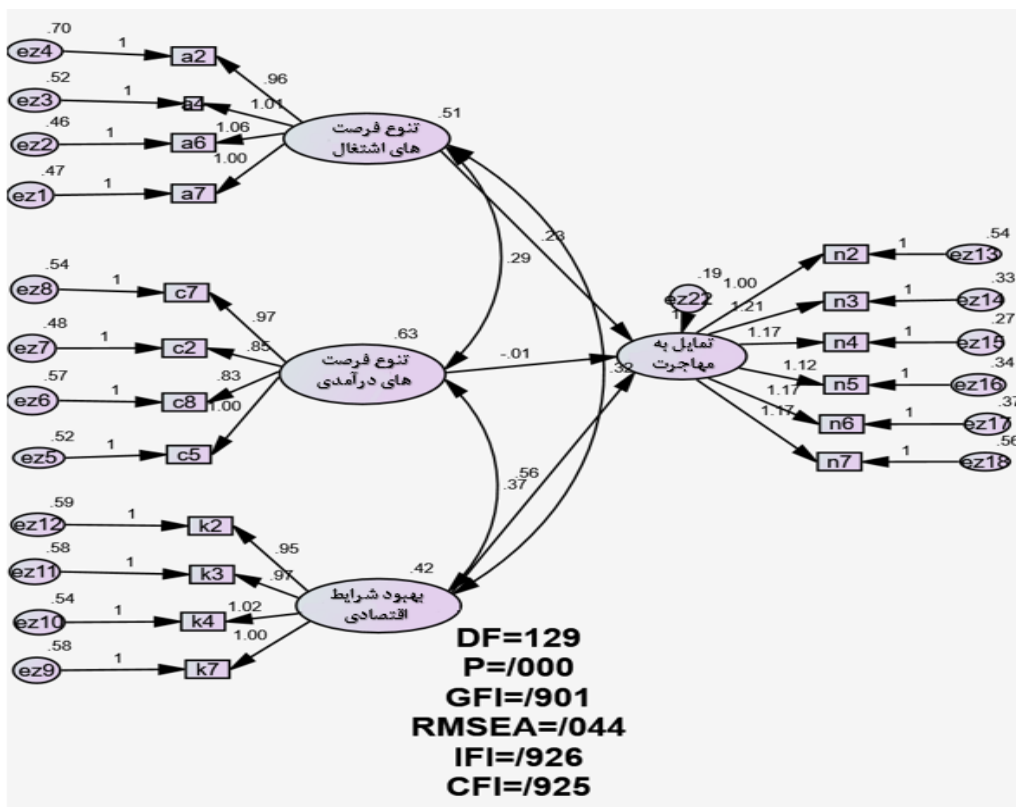 .70
ez4
1
a2
.96
.52
ez3
1
a4
1.01
.46
ez2
1
a6
1.06
.47
ez1
1
a7
1.00
تنوع فرصت
های اشتغال
.51
.54
ez8
1
c7
.97
.48
ez7
1
c2
.85
.57
ez6
1
c8
.83
.52
ez5
1
c5
1.00
تنوع فرصت
های درآمدی
.63
.59
ez12
1
k2
.95
.58
ez11
1
k3
.97
.54
ez10
1
k4
1.02
.58
ez9
1
k7
1.00
بهبود شرایط
اقتصادی
.42
.29
.23
-.01
.32
.56
.37
.19
ez22
1
تمایل به
مهاجرت
1.00
n2
1
ez13
.54
1.21
n3
1
ez14
.33
1.17
n4
1
ez15
.27
1.12
n5
1
ez16
.34
1.17
n6
1
ez17
.37
1.17
n7
1
ez18
.56
DF=129
P=/000
GFI=/901
RMSEA=/044
IFI=/926
CFI=/925